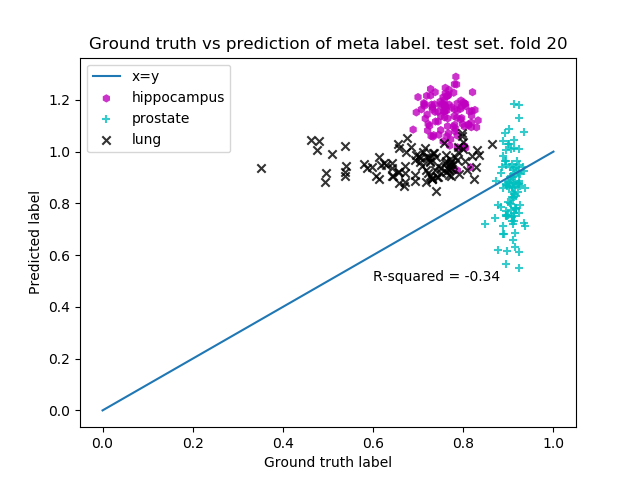 Ground truth vs prediction of meta label. test set. fold 20
x=y
hippocampus
prostate
lung
R-squared = -0.34
Predicted label
1.2
1.0
0.8
0.6
0.4
0.2
0.0
0.0 0.2 0.4 0.6 0.8 1.0
Ground truth label